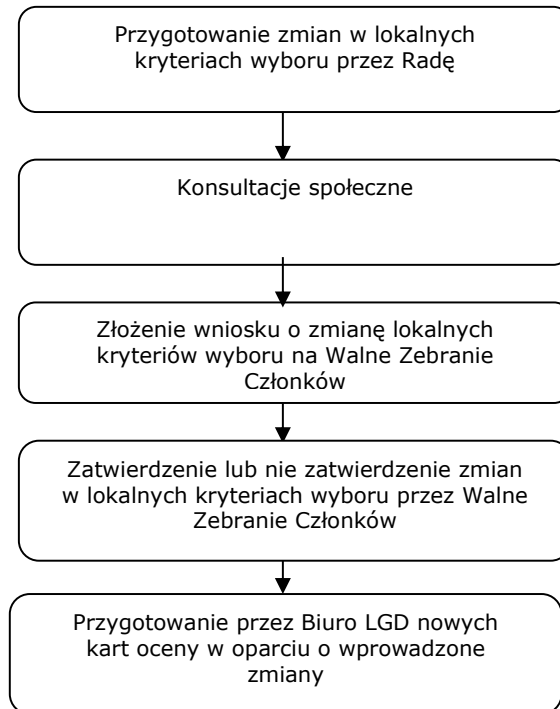 Przygotowanie zmian w lokalnych
kryteriach wyboru przez Radę
Konsultacje społeczne
Złożenie wniosku o zmianę lokalnych
kryteriów wyboru na Walne Zebranie
Członków
Zatwierdzenie lub nie zatwierdzenie zmian
w lokalnych kryteriach wyboru przez Walne
Zebranie Członków
Przygotowanie przez Biuro LGD nowych
kart oceny w oparciu o wprowadzone
zmiany